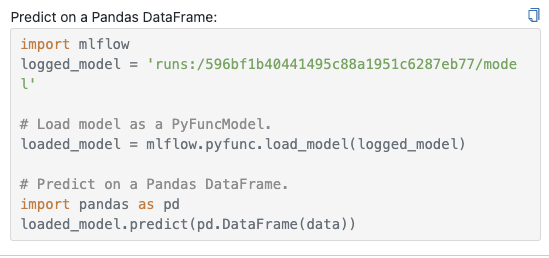 Predict on a Pandas DataFrame:
import mlflow
logged_model = 'runs:/596bf1b40441495c88a1951c6287eb77/mode
l'
# Load model as a PyFuncModel.
loaded_model = mlflow.pyfunc.load_model(logged_model)
# Predict on a Pandas DataFrame.
import pandas as pd
loaded_model.predict(pd.DataFrame(data))